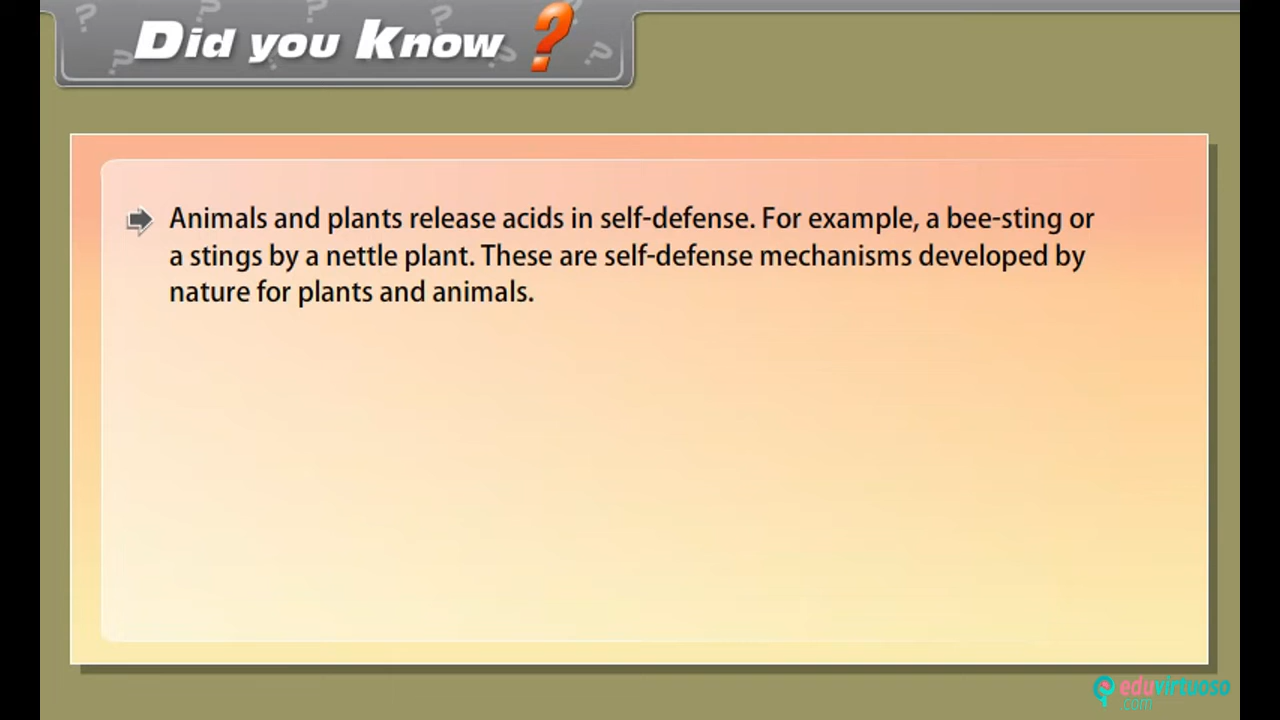 Did you Know ?
Animals and plants release acids in self-defense. For example, a bee-sting or
a stings by a nettle plant. These are self-defense mechanisms developed by
nature for plants and animals.
eduvirtuoso
.com